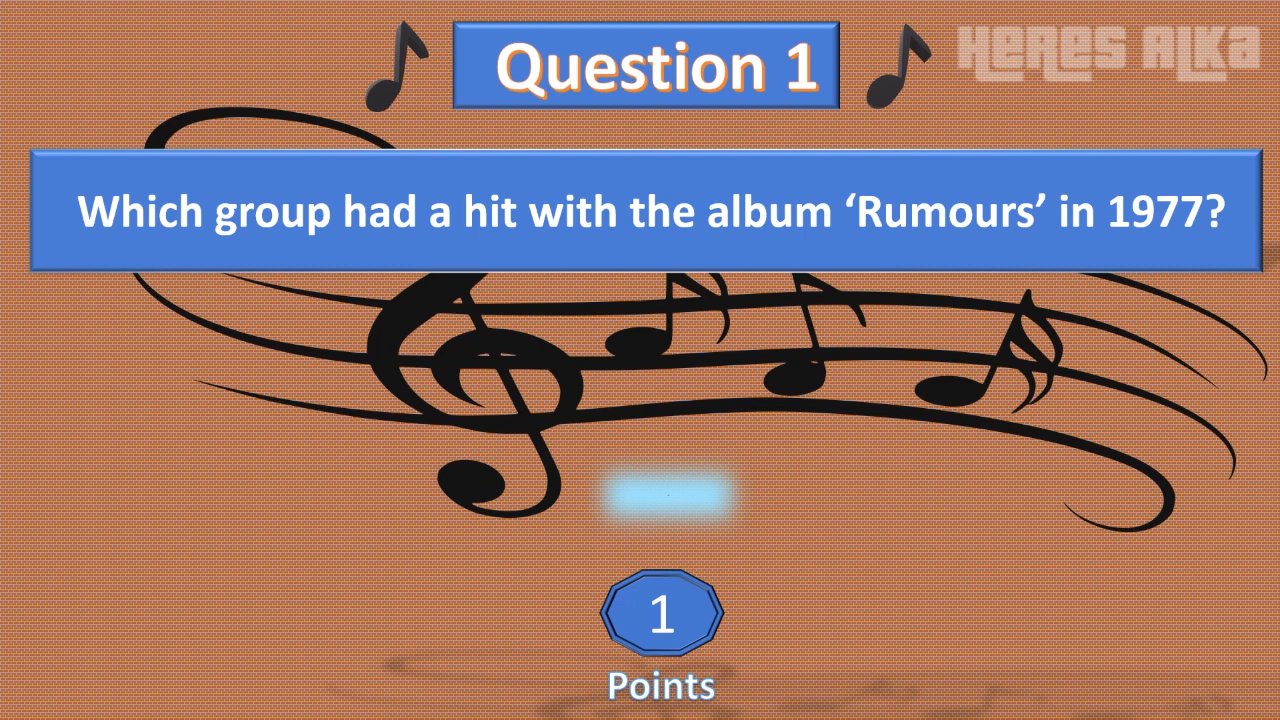 Question 1
HERES ALKA
Which group had a hit with the album ‘Rumours’ in 1977?
1
Points